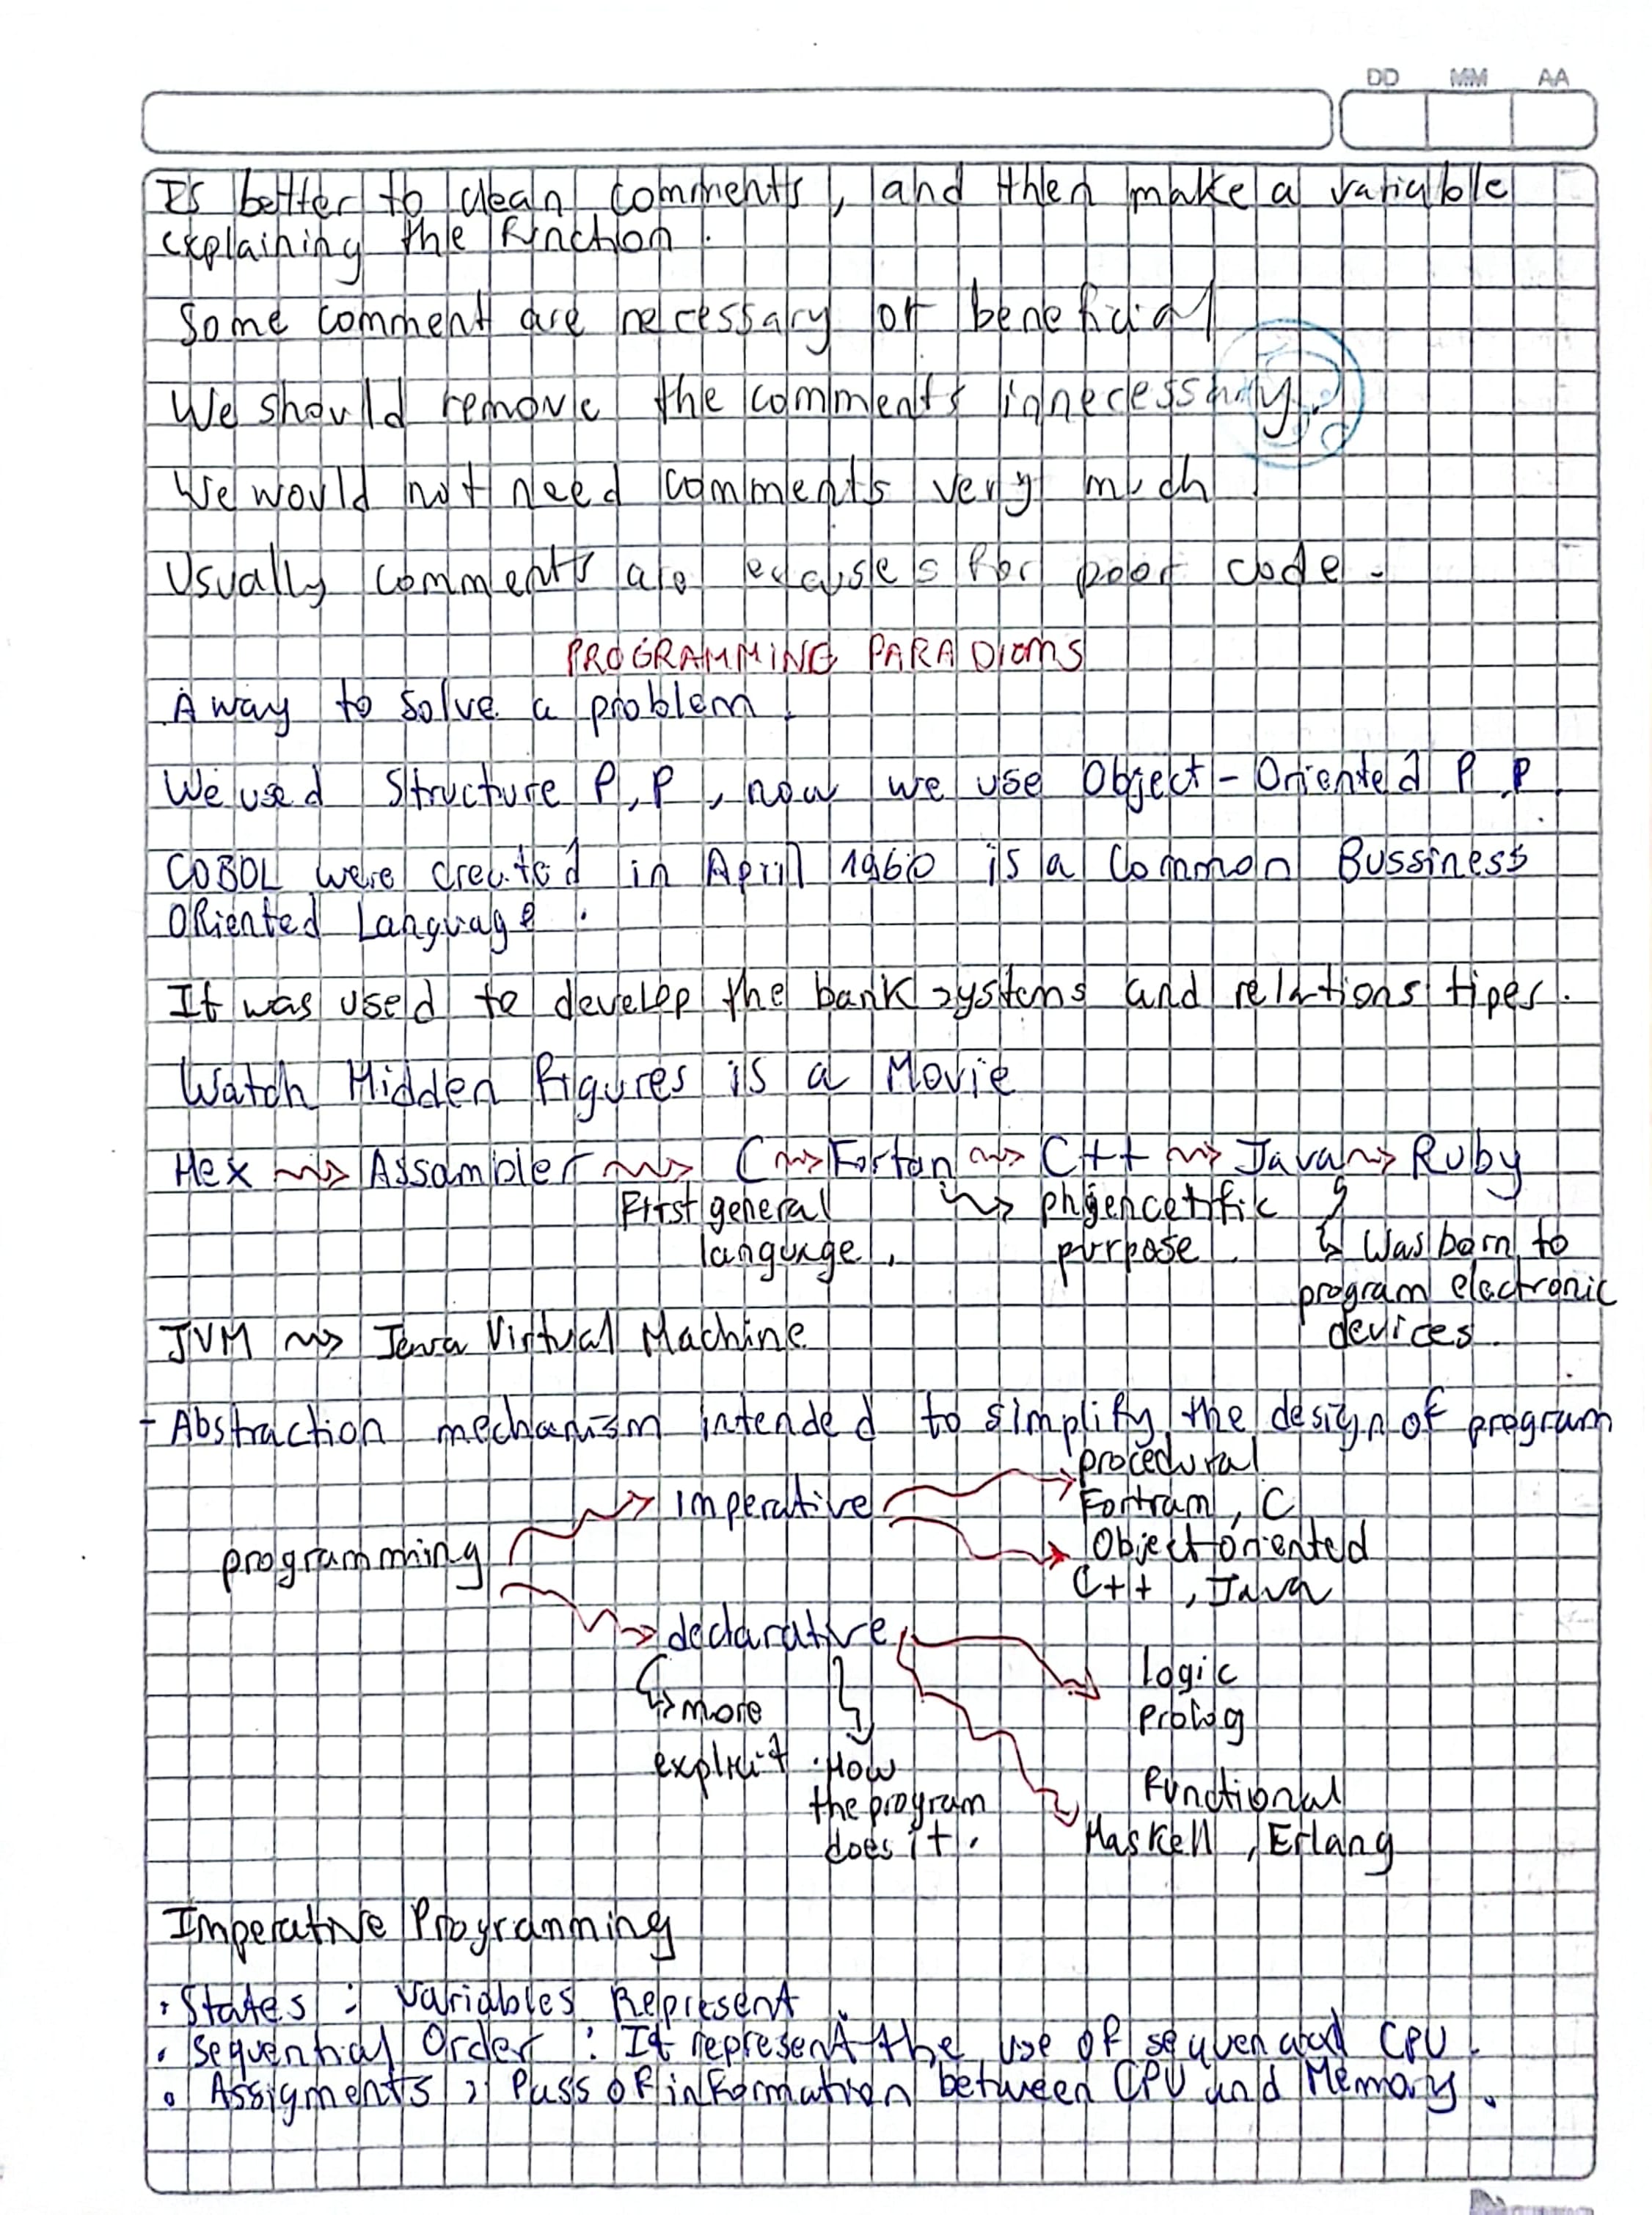 DD MM AA
Is better to clean comments, and then make a variable
explaining the function.
Some comment are necessary or beneficial
We should remove the comments innecessary.
We would not need comments very much.
Usually comments are excuses for poor code.
PROGRAMMING PARADIGMS
A way to solve a problem.
We used Structure P.P, now we use Object-Oriented P.P.
COBOL were created in April 1960 is a Common Bussiness
ORiented Language.
It was used to develop the bank systems and relations tipes.
Watch Hidden Figures is a Movie
Hex Assambler C Fortan C++ Java Ruby
First general purpose
language. Was born to
program electronic
JVM Java Virtual Machine devices.
- Abstraction mechanism intended to simplify the design of program
procedural
imperative Fortram, C
programming Object oriented
C++, Java
declarative
logic
more Prolog
explicit How
the program Functional
does it. Haskell, Erlang
Imperative Programming
• States: Variables Represent
• Sequential Order: It represent the use of CPU.
• Assigments: Pass of information between CPU and Memory.